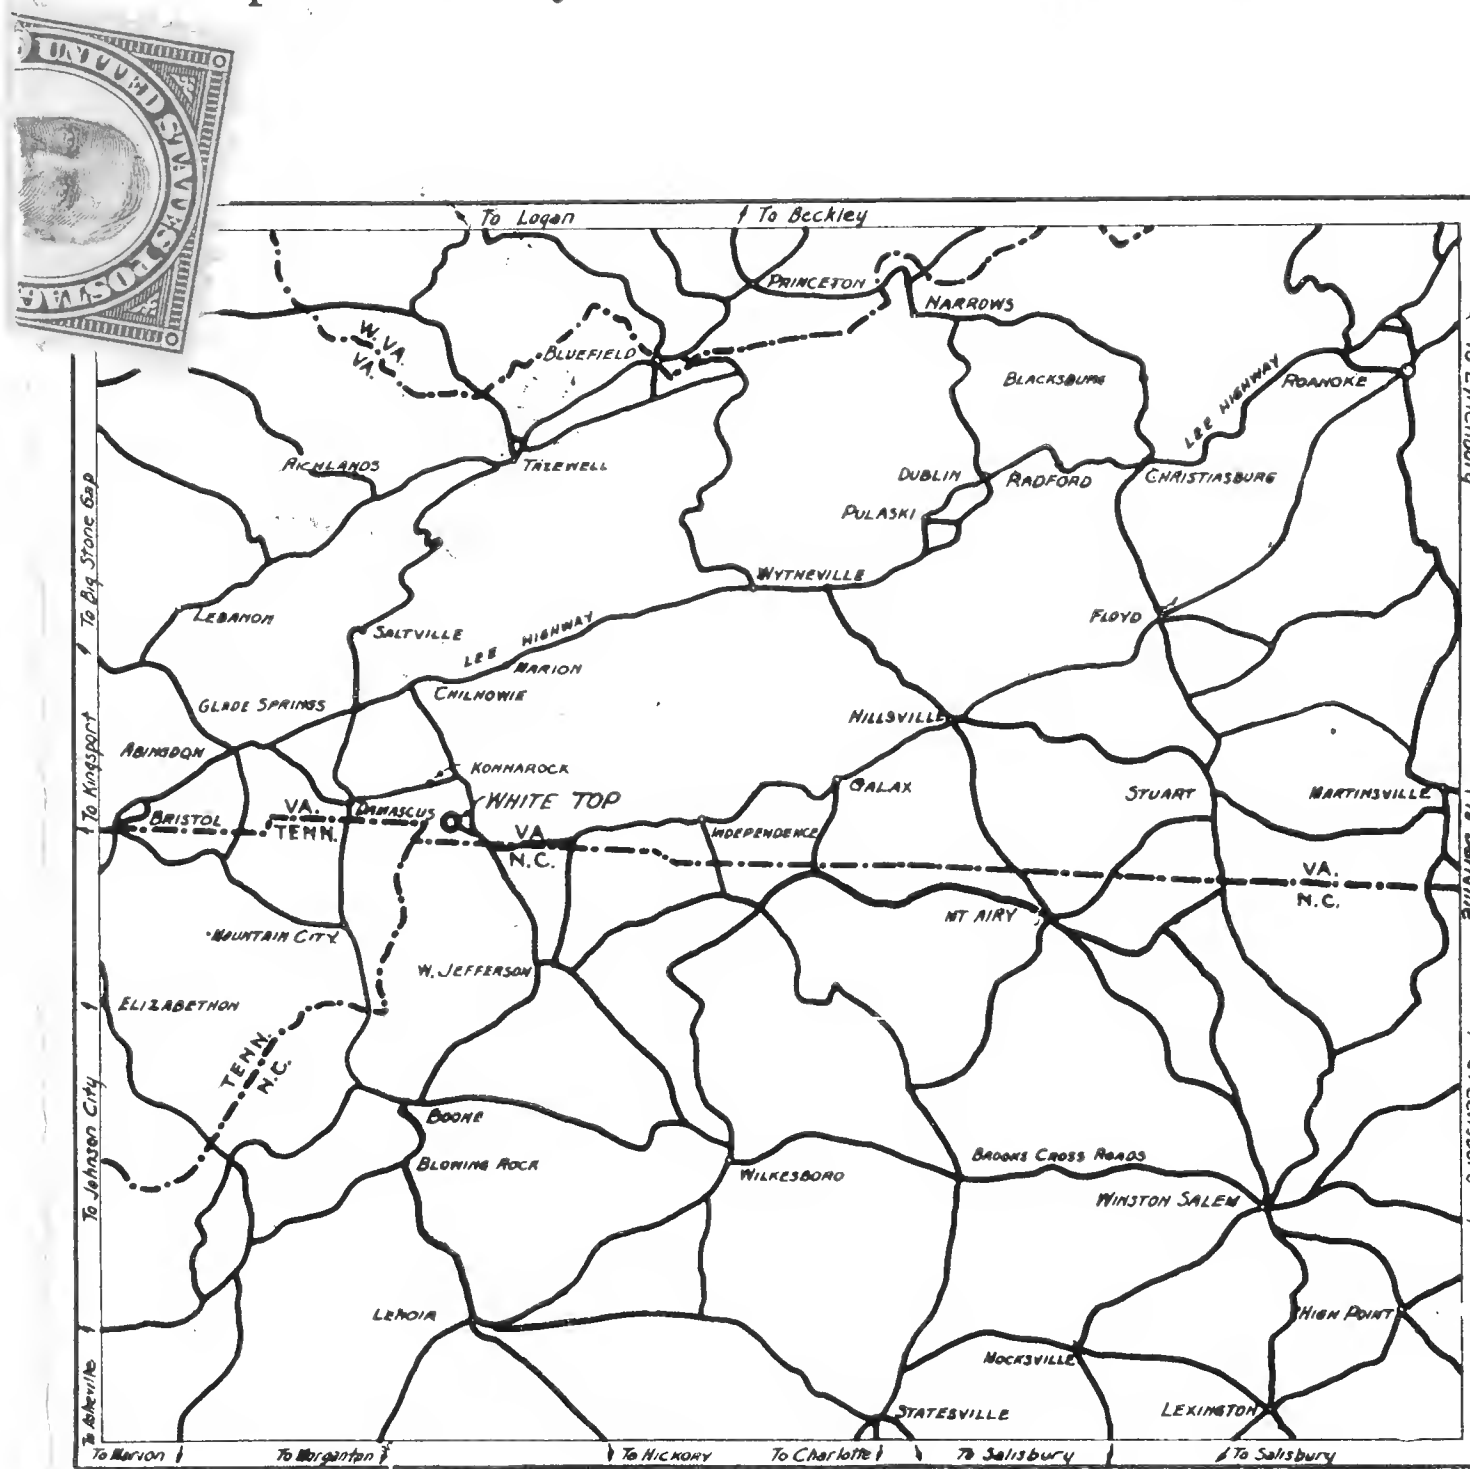 UNITED STATES POSTAG
To Logan
To Beckley
PRINCETON
NARROWS
W. VA.
VA.
BLUEFIELD
BLACKSBURG
LEE HIGHWAY
ROANOKE
RICHLANDS
TAZEWELL
DUBLIN
RADFORD
CHRISTIASBURG
PULASKI
To Big Stone Gap
WYTHEVILLE
LEBANON
SALTVILLE
LEE HIGHWAY
FLOYD
MARION
CHILHOWIE
GLADE SPRINGS
HILLSVILLE
ABINGDON
To Kingsport
KONNAROCK
GALAX
STUART
MARTINSVILLE
WHITE TOP
BRISTOL
VA.
TENN.
DAMASCUS
INDEPENDENCE
VA.
N.C.
VA.
N.C.
MT AIRY
MOUNTAIN CITY
W. JEFFERSON
ELIZABETHON
TENN.
N.C.
To Johnson City
BOONE
BLOWING ROCK
WILKESBORO
BROOKS CROSS ROADS
WINSTON SALEM
LENOIR
HIGH POINT
MOCKSVILLE
To Asheville
STATESVILLE
LEXINGTON
To Marion
To Morganton
To HICKORY
To Charlotte
To Salisbury
To Salisbury